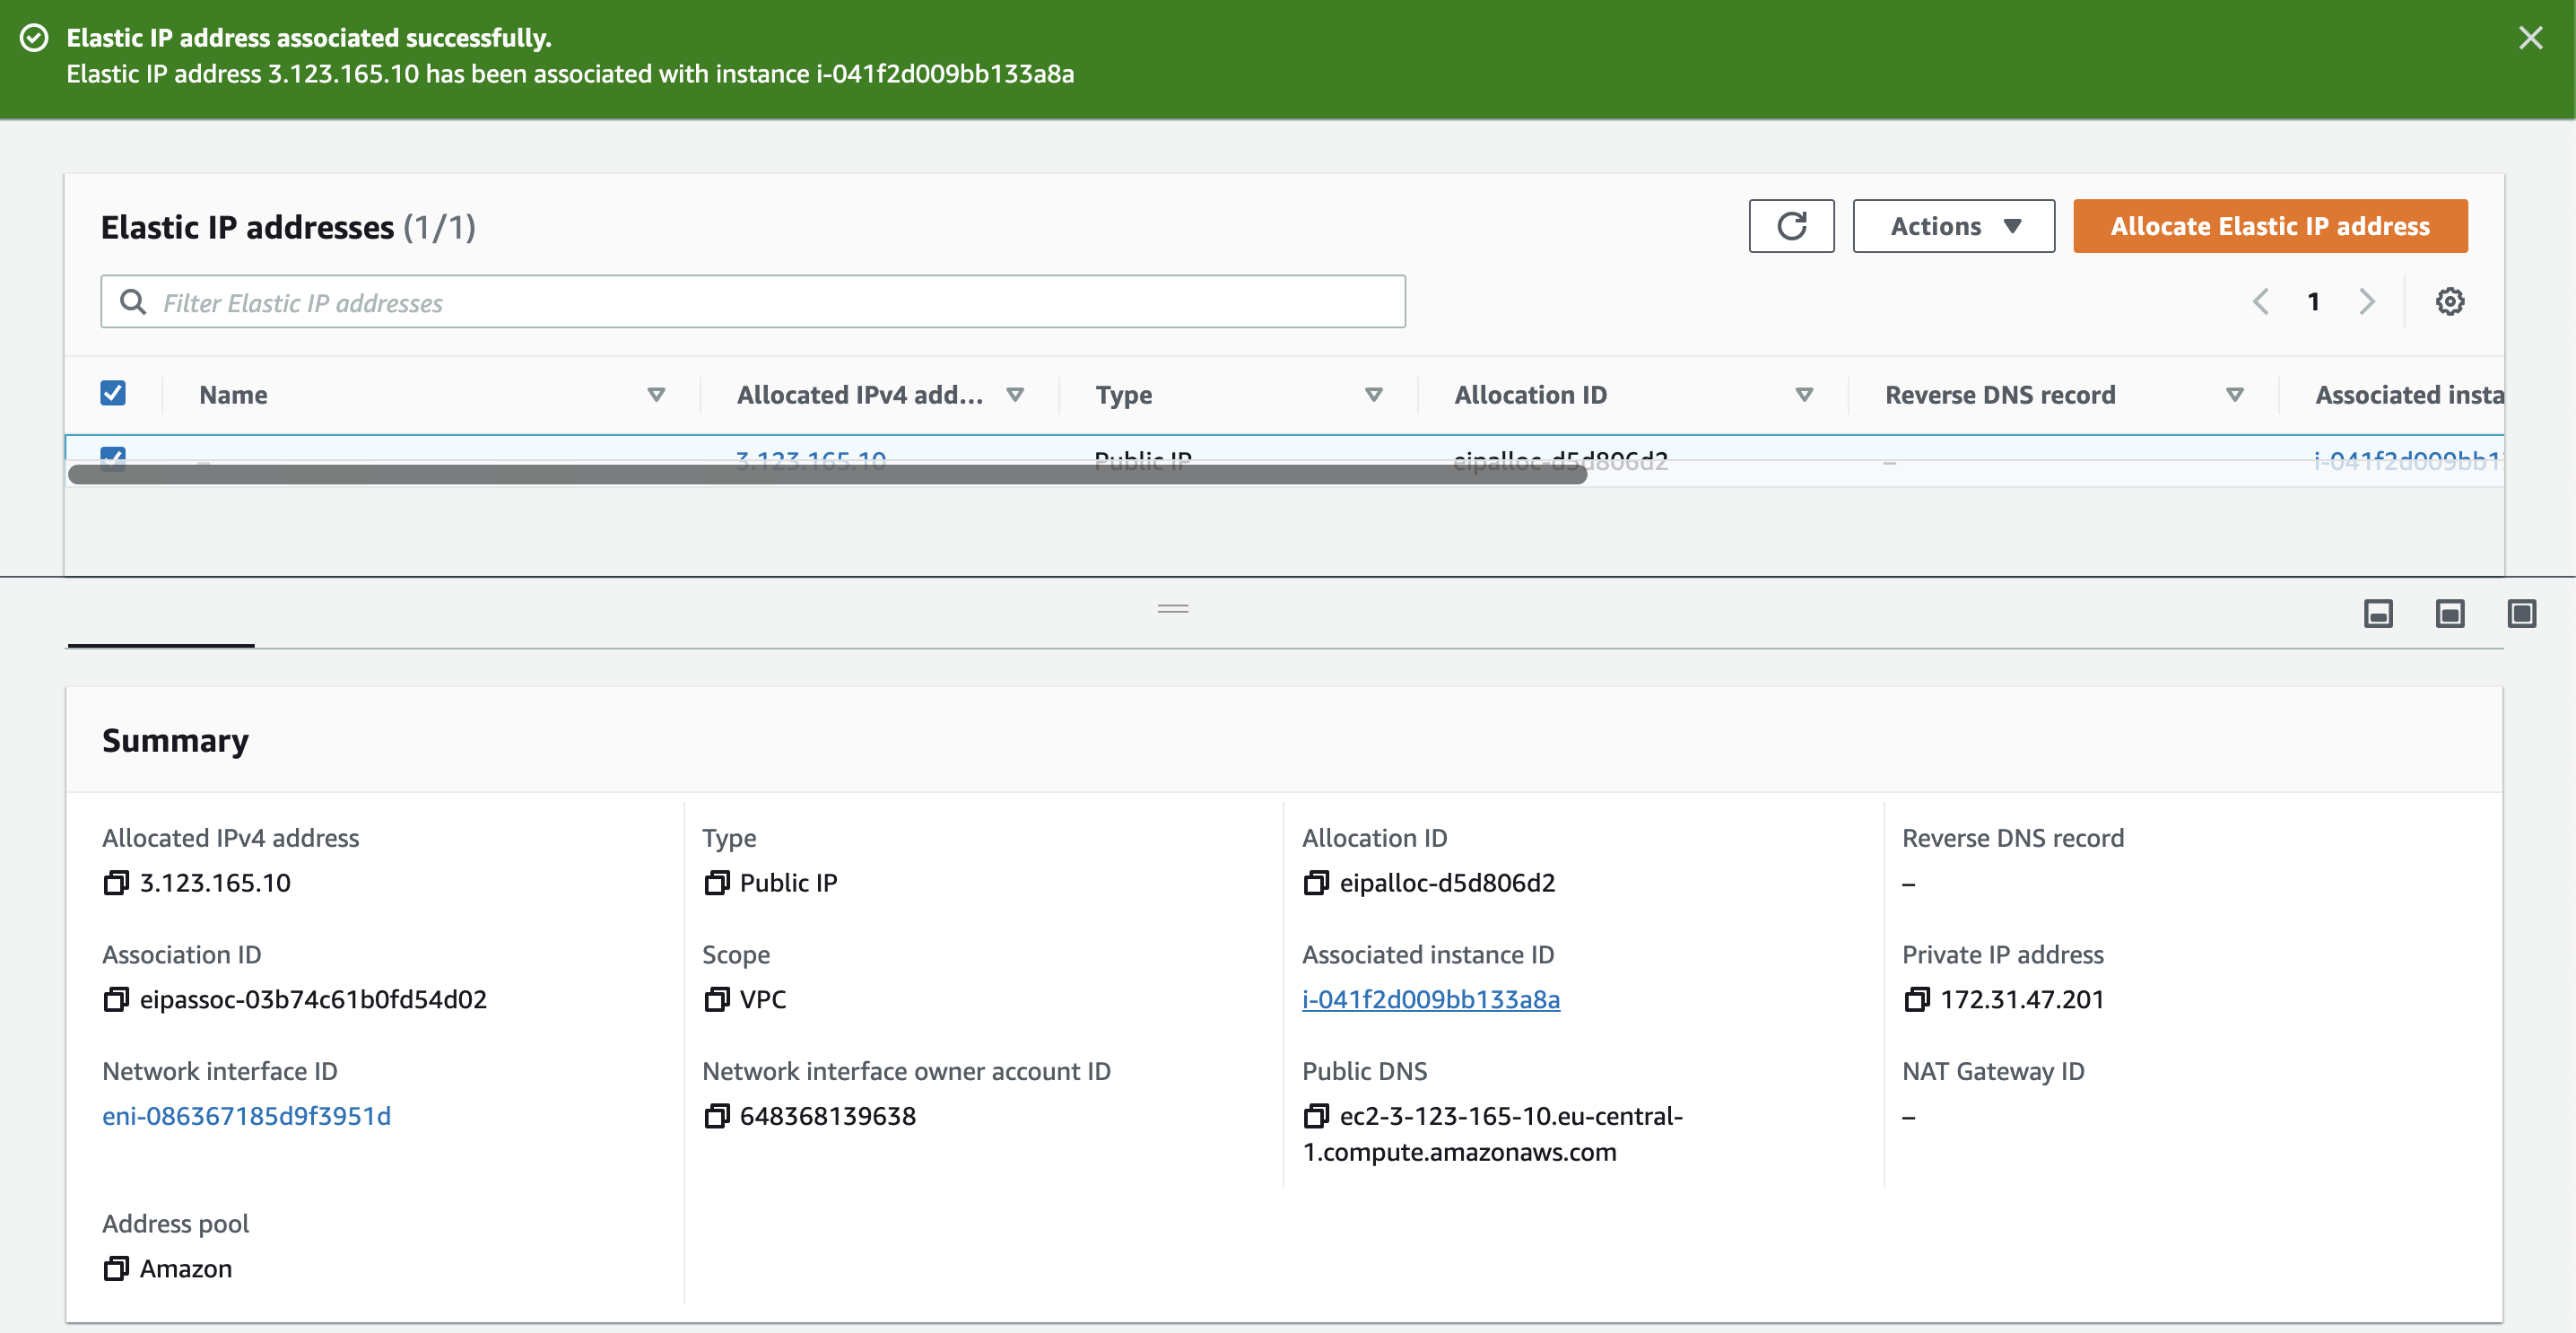 Elastic IP address associated successfully.
Elastic IP address 3.123.165.10 has been associated with instance i-041f2d009bb133a8a
Elastic IP addresses (1/1)
Actions
Allocate Elastic IP address
Filter Elastic IP addresses
1
Name
Allocated IPv4 add...
Type
Allocation ID
Reverse DNS record
Associated insta
–
3.123.165.10
Public IP
eipalloc-d5d806d2
–
i-041f2d009bb1
Summary
Allocated IPv4 address
3.123.165.10
Type
Public IP
Allocation ID
eipalloc-d5d806d2
Reverse DNS record
–
Association ID
eipassoc-03b74c61b0fd54d02
Scope
VPC
Associated instance ID
i-041f2d009bb133a8a
Private IP address
172.31.47.201
Network interface ID
eni-086367185d9f3951d
Network interface owner account ID
648368139638
Public DNS
ec2-3-123-165-10.eu-central-
1.compute.amazonaws.com
NAT Gateway ID
–
Address pool
Amazon